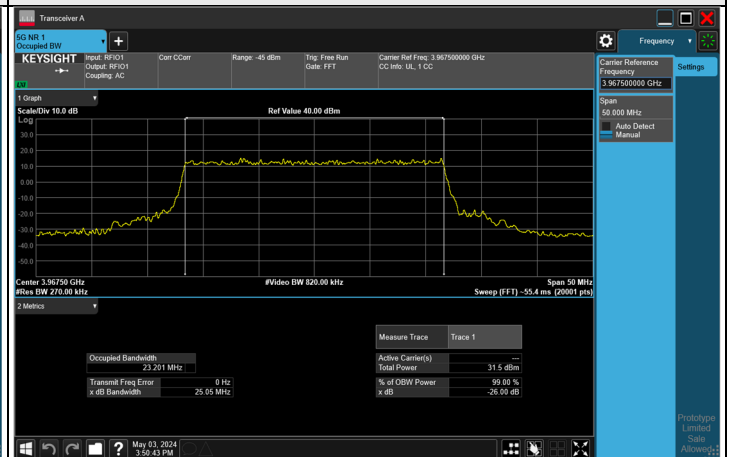 Transceiver A
5G NR 1
Occupied BW
Frequency
KEYSIGHT
LXI
Input: RFIO1
Output: RFIO1
Coupling: AC
Corr CCorr
Range: -45 dBm
Trig: Free Run
Gate: FFT
Carrier Ref Freq: 3.967500000 GHz
CC Info: UL, 1 CC
Carrier Reference
Frequency
3.967500000 GHz
Settings
Span
50.000 MHz
Auto Detect
Manual
1 Graph
Scale/Div 10.0 dB
Ref Value 40.00 dBm
Log
30.0
20.0
10.0
0.00
-10.0
-20.0
-30.0
-40.0
-50.0
Center 3.96750 GHz
#Video BW 820.00 kHz
Span 50 MHz
#Res BW 270.00 kHz
Sweep (FFT) ~55.4 ms (20001 pts)
2 Metrics
Measure Trace
Trace 1
Occupied Bandwidth
23.201 MHz
Active Carrier(s)
---
Total Power
31.5 dBm
Transmit Freq Error
0 Hz
% of OBW Power
99.00 %
x dB Bandwidth
25.05 MHz
x dB
-26.00 dB
?
May 03, 2024
3:50:43 PM
Prototype
Limited
Sale
Allowed